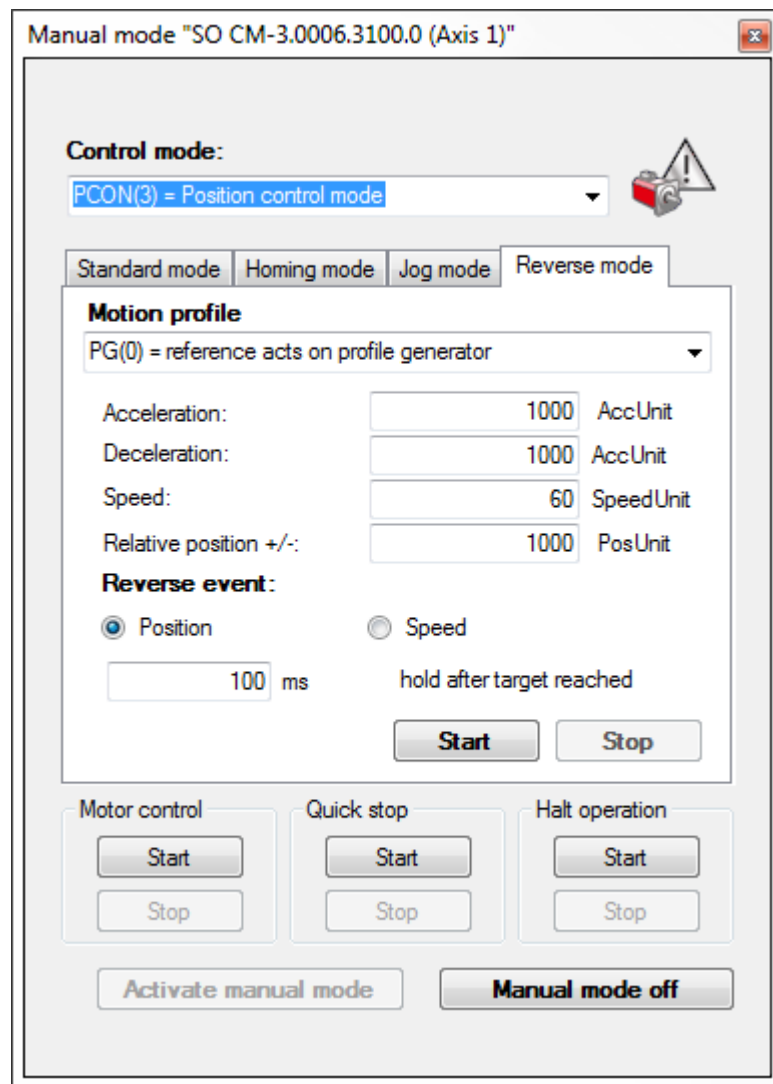 Manual mode "SO CM-3.0006.3100.0 (Axis 1)"
Control mode:
PCON(3) = Position control mode
Standard mode Homing mode Jog mode Reverse mode
Motion profile
PG(0) = reference acts on profile generator
Acceleration: 1000 AccUnit
Deceleration: 1000 AccUnit
Speed: 60 SpeedUnit
Relative position +/-: 1000 PosUnit
Reverse event:
Position Speed
100 ms hold after target reached
Start Stop
Motor control Quick stop Halt operation
Start Start Start
Stop Stop Stop
Activate manual mode Manual mode off